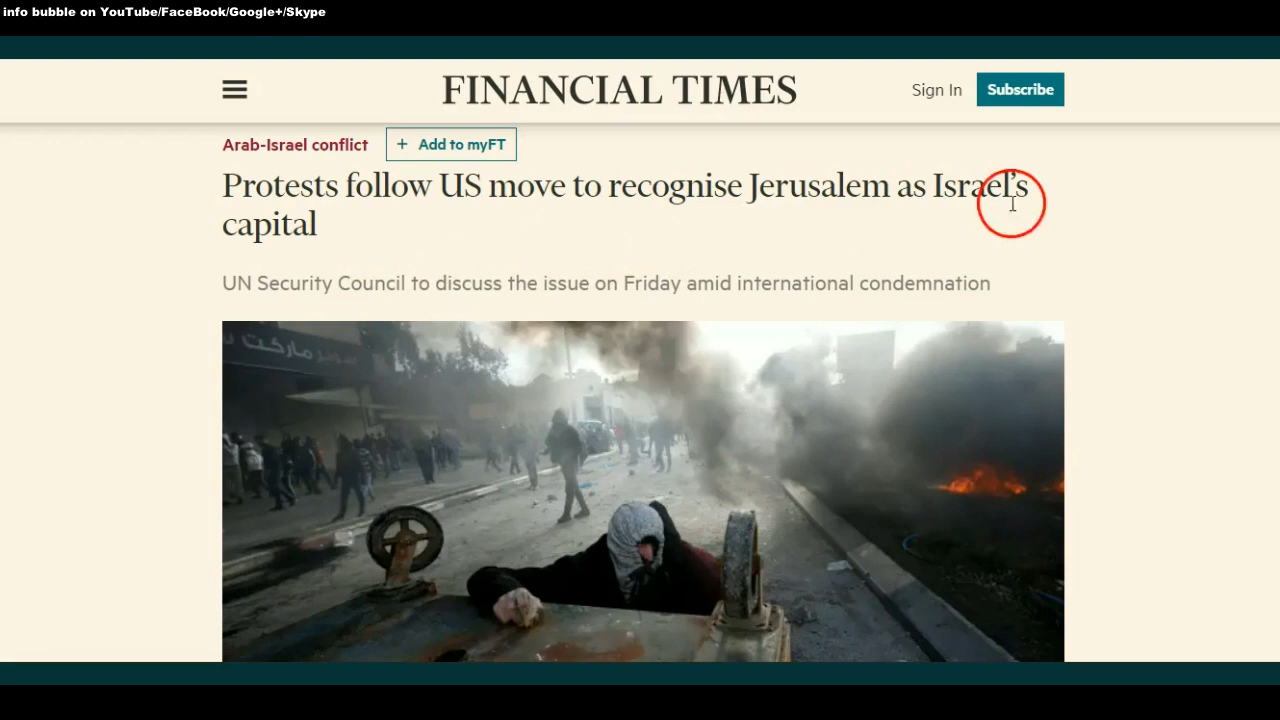 info bubble on YouTube/FaceBook/Google+/Skype
FINANCIAL TIMES
Sign In
Subscribe
Arab-Israel conflict
+ Add to myFT
Protests follow US move to recognise Jerusalem as Israel's
capital
UN Security Council to discuss the issue on Friday amid international condemnation
ماركت